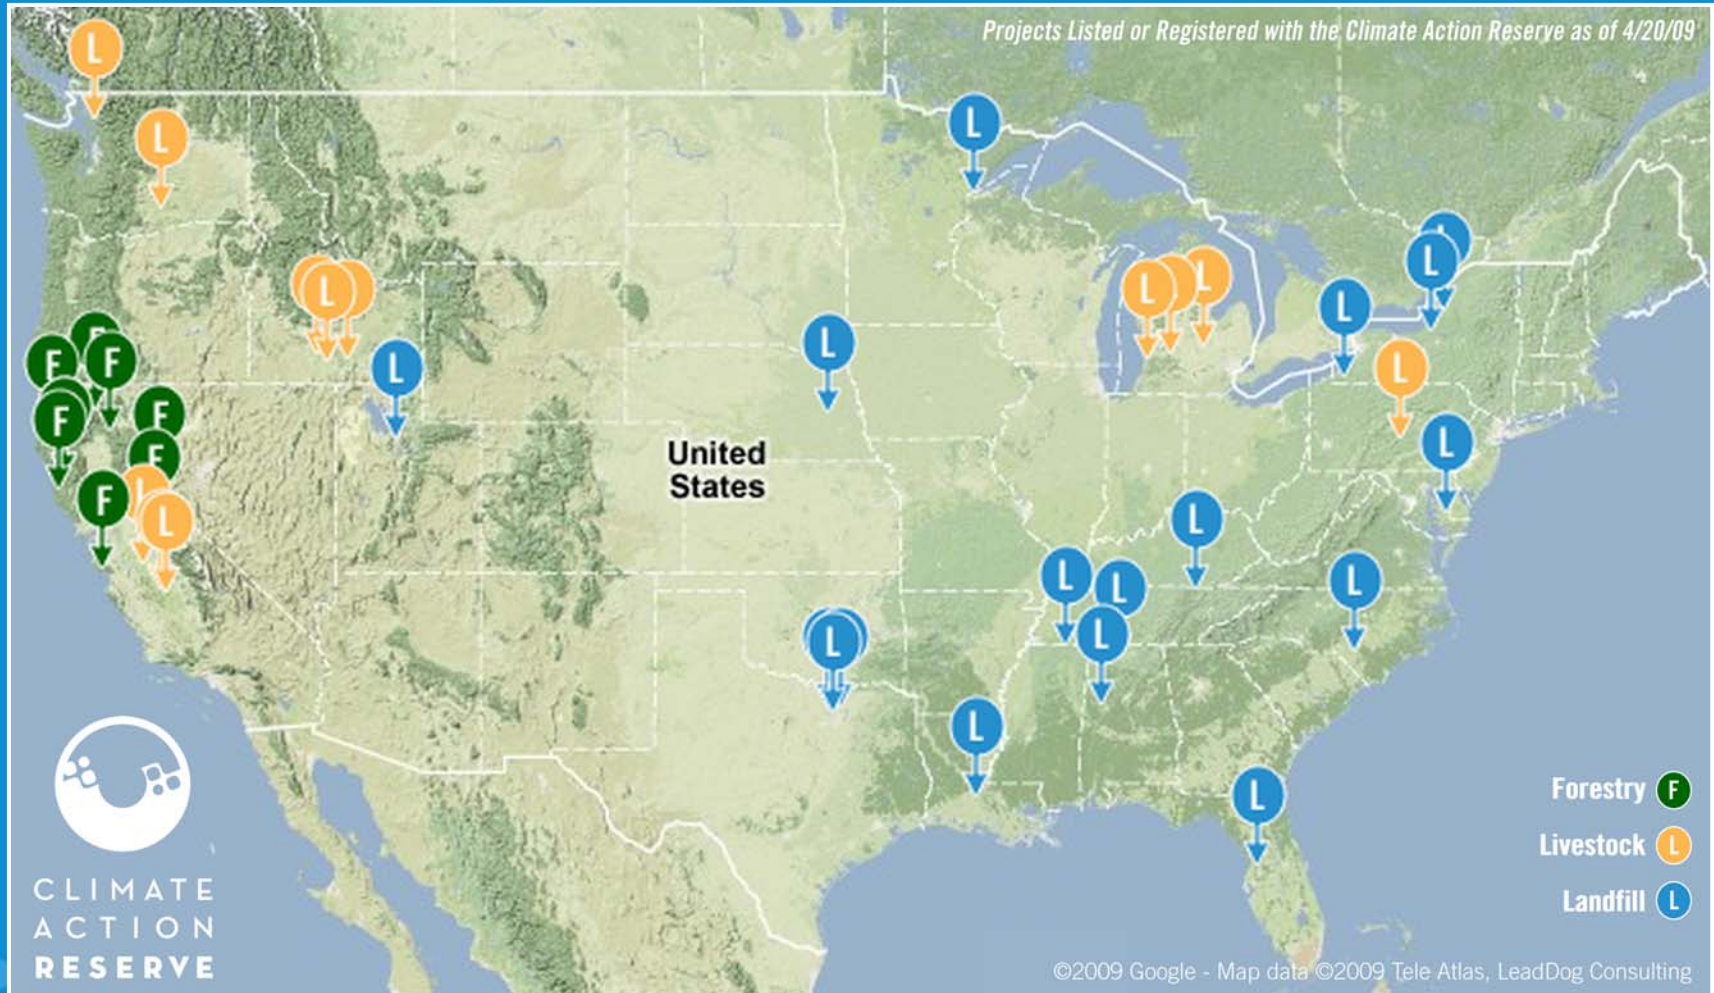 Projects Listed or Registered with the Climate Action Reserve as of 4/20/09
L
L
L
L
L
L
L
L
L
L
L
L
L
L
F
F
F
F
F
F
F
L
L
L
L
L
L
L
L
L
L
L
L
United
States
Forestry F
Livestock L
Landfill L
CLIMATE
ACTION
RESERVE
©2009 Google - Map data ©2009 Tele Atlas, LeadDog Consulting